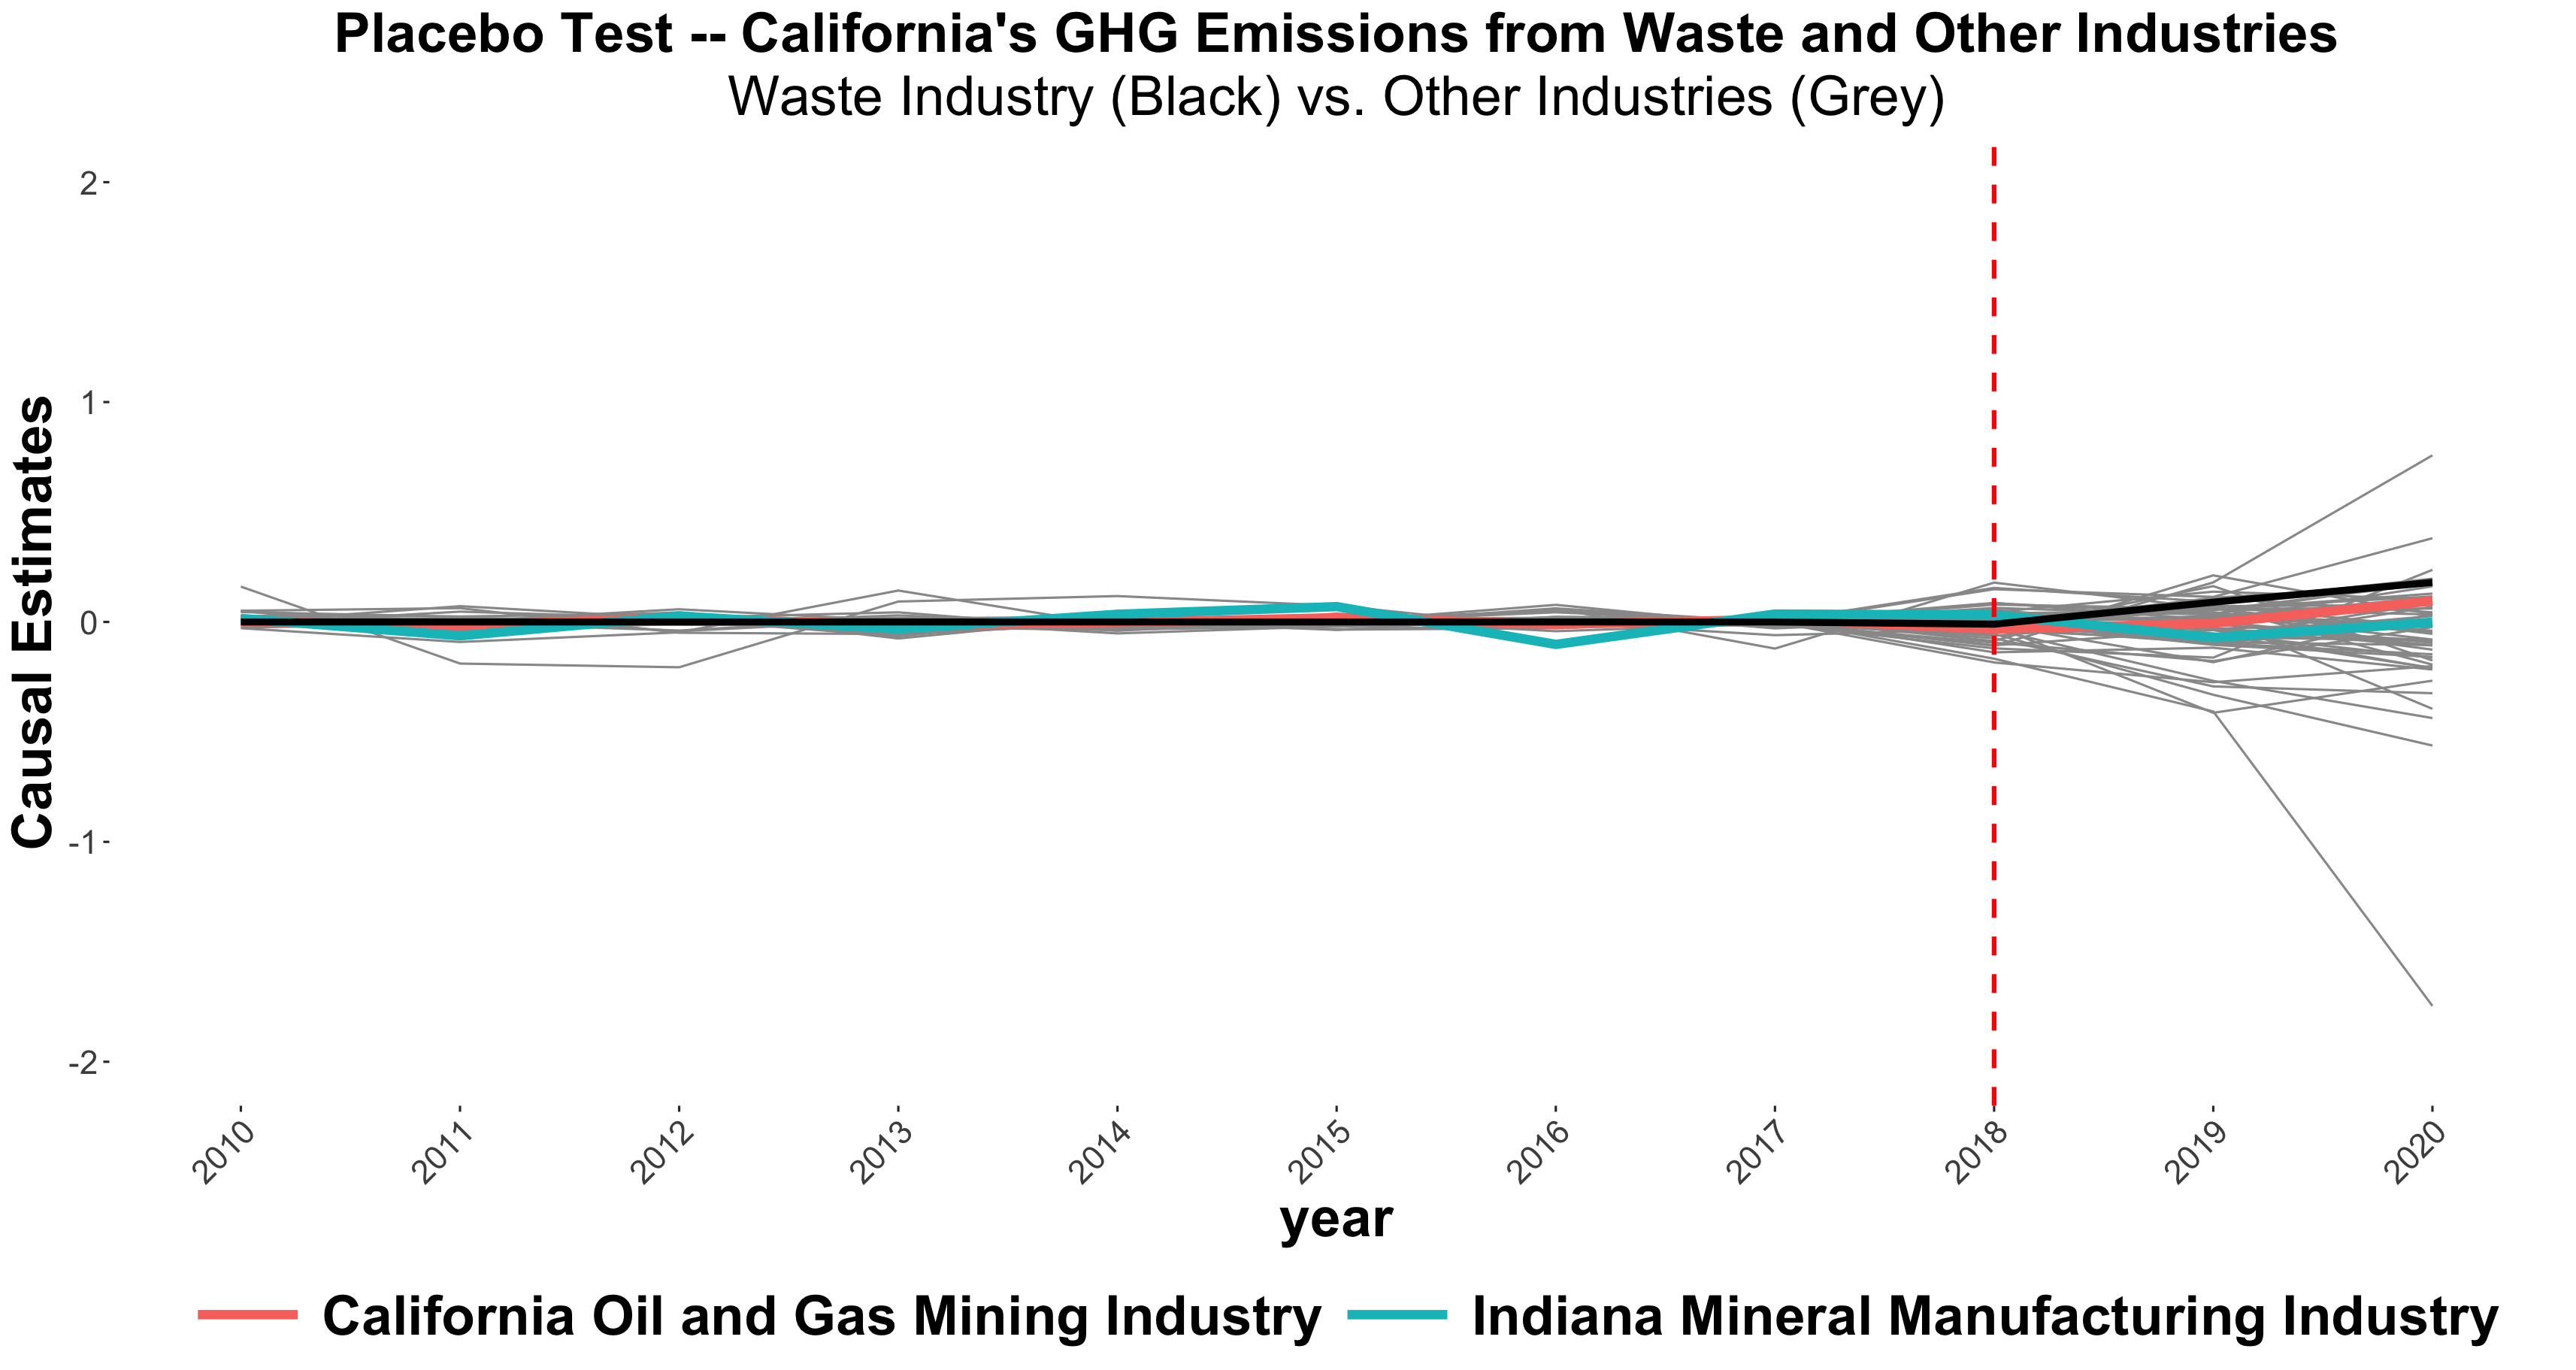 Placebo Test -- California's GHG Emissions from Waste and Other Industries
Waste Industry (Black) vs. Other Industries (Grey)
Causal Estimates
2
1
0
-1
-2
2010
2011
2012
2013
2014
2015
2016
2017
2018
2019
2020
year
California Oil and Gas Mining Industry
Indiana Mineral Manufacturing Industry